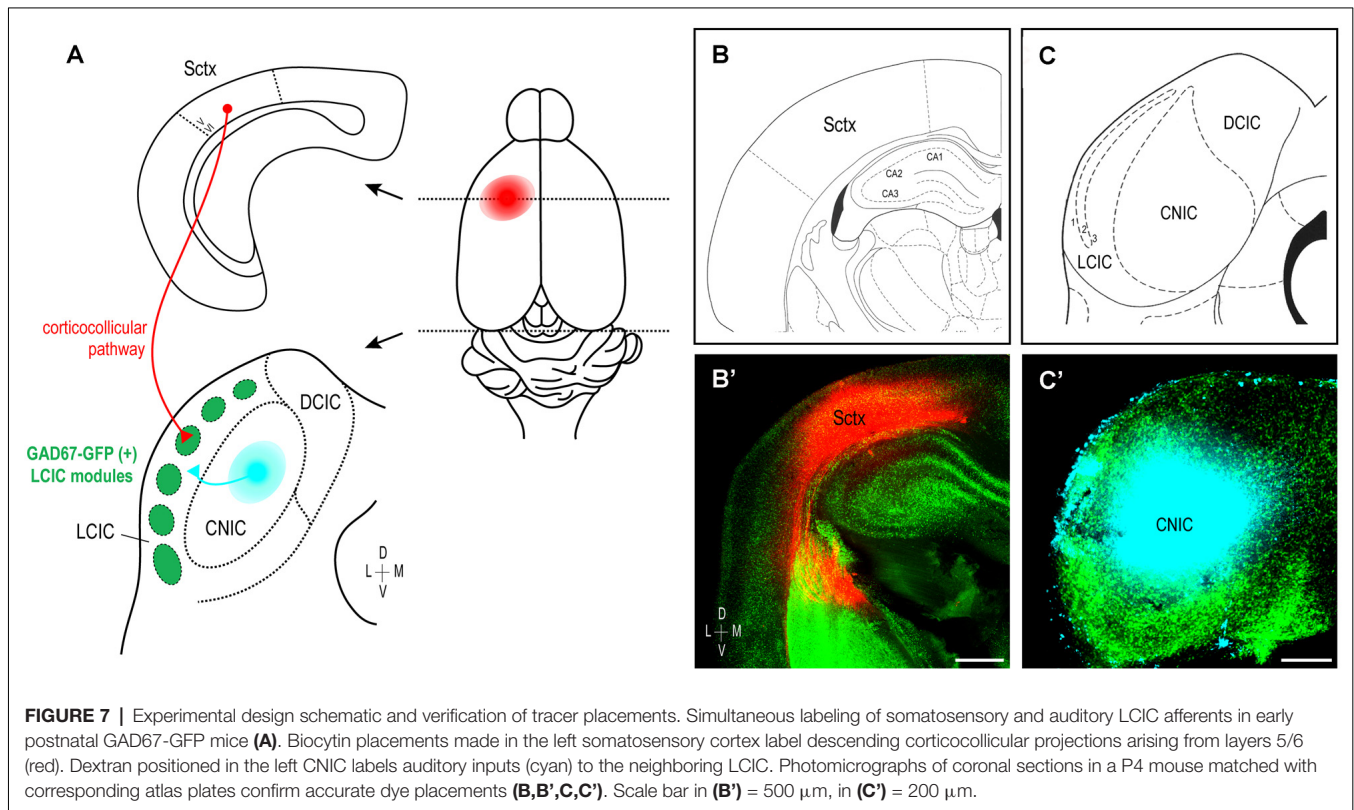 A
Sctx
V
VI
corticocollicular
pathway
DCIC
GAD67-GFP (+)
LCIC modules
CNIC
LCIC
D
L M
V
B
Sctx
CA1
CA2
CA3
C
DCIC
CNIC
1 2 3
LCIC
B'
Sctx
D
L M
V
C'
CNIC
FIGURE 7 | Experimental design schematic and verification of tracer placements. Simultaneous labeling of somatosensory and auditory LCIC afferents in early
postnatal GAD67-GFP mice (A). Biocytin placements made in the left somatosensory cortex label descending corticocollicular projections arising from layers 5/6
(red). Dextran positioned in the left CNIC labels auditory inputs (cyan) to the neighboring LCIC. Photomicrographs of coronal sections in a P4 mouse matched with
corresponding atlas plates confirm accurate dye placements (B,B',C,C'). Scale bar in (B') = 500 μm, in (C') = 200 μm.